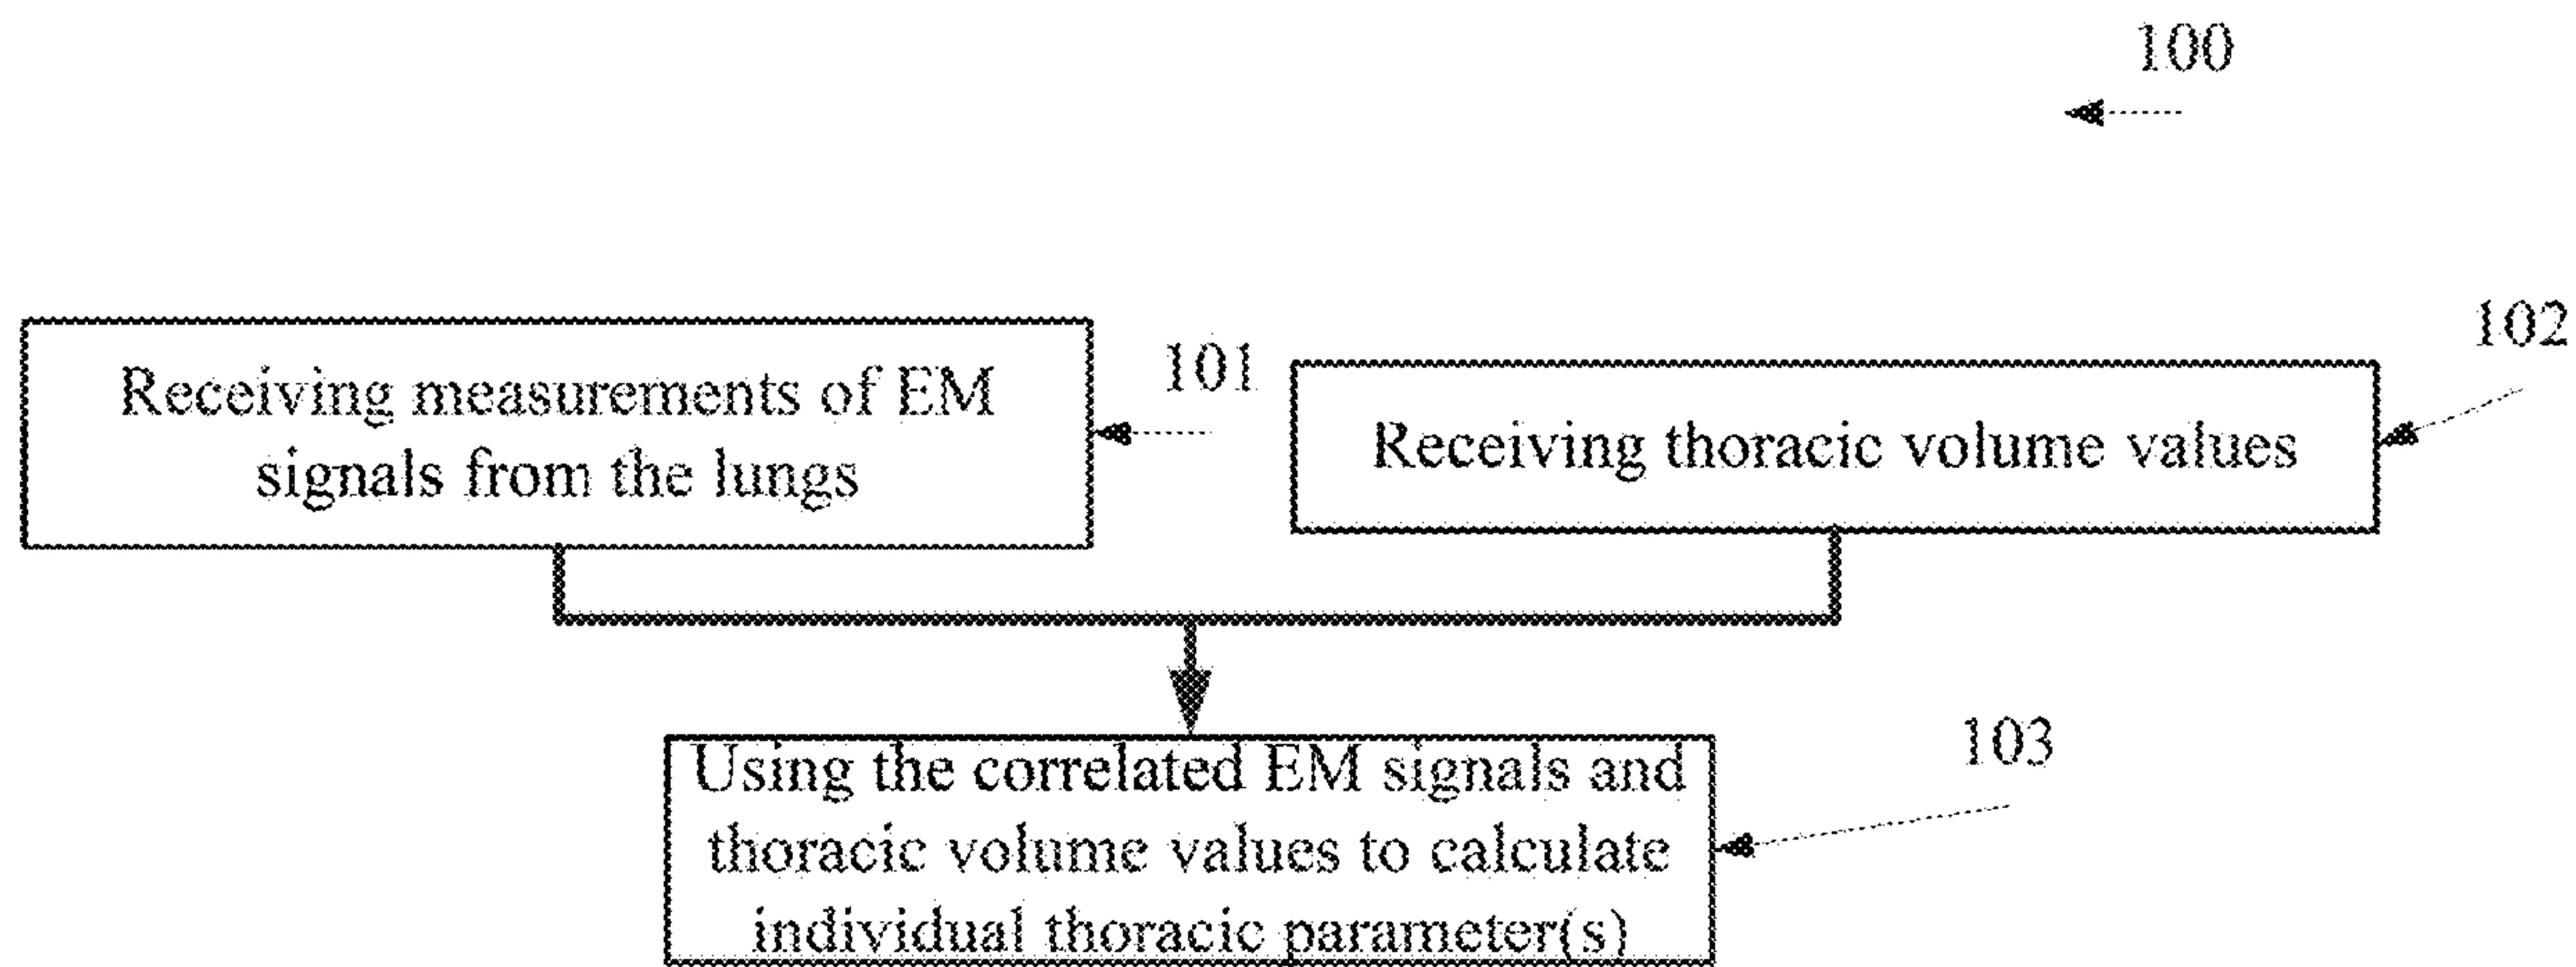 100
Receiving measurements of EM
signals from the lungs
101
Receiving thoracic volume values
102
Using the correlated EM signals and
thoracic volume values to calculate
individual thoracic parameter(s)
103